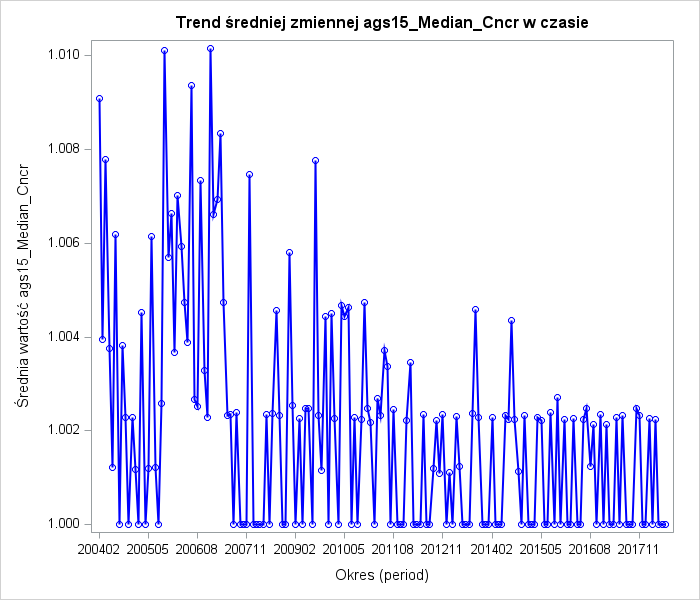 Trend średniej zmiennej ags15_Median_Cncr w czasie
Średnia wartość ags15_Median_Cncr
1.010
1.008
1.006
1.004
1.002
1.000
200402 200505 200608 200711 200902 201005 201108 201211 201402 201505 201608 201711
Okres (period)